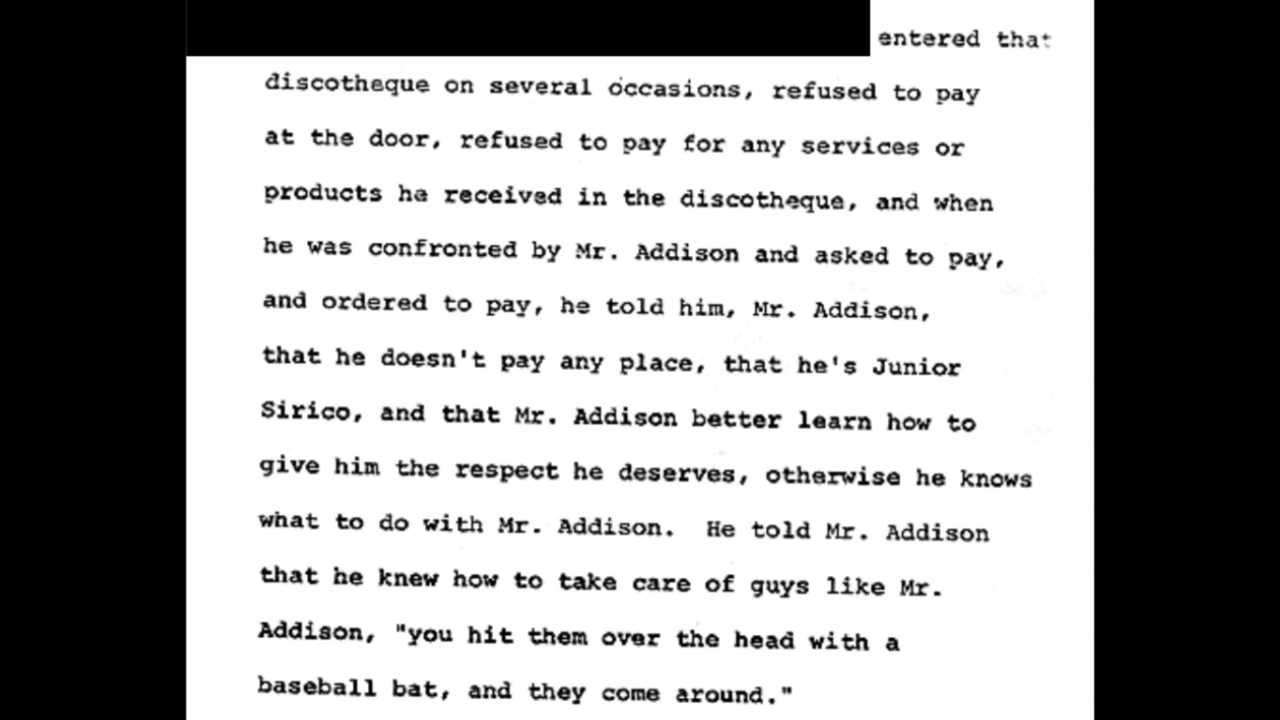 entered that
discotheque on several occasions, refused to pay
at the door, refused to pay for any services or
products he received in the discotheque, and when
he was confronted by Mr. Addison and asked to pay,
and ordered to pay, he told him, Mr. Addison,
that he doesn't pay any place, that he's Junior
Sirico, and that Mr. Addison better learn how to
give him the respect he deserves, otherwise he knows
what to do with Mr. Addison. He told Mr. Addison
that he knew how to take care of guys like Mr.
Addison, "you hit them over the head with a
baseball bat, and they come around."